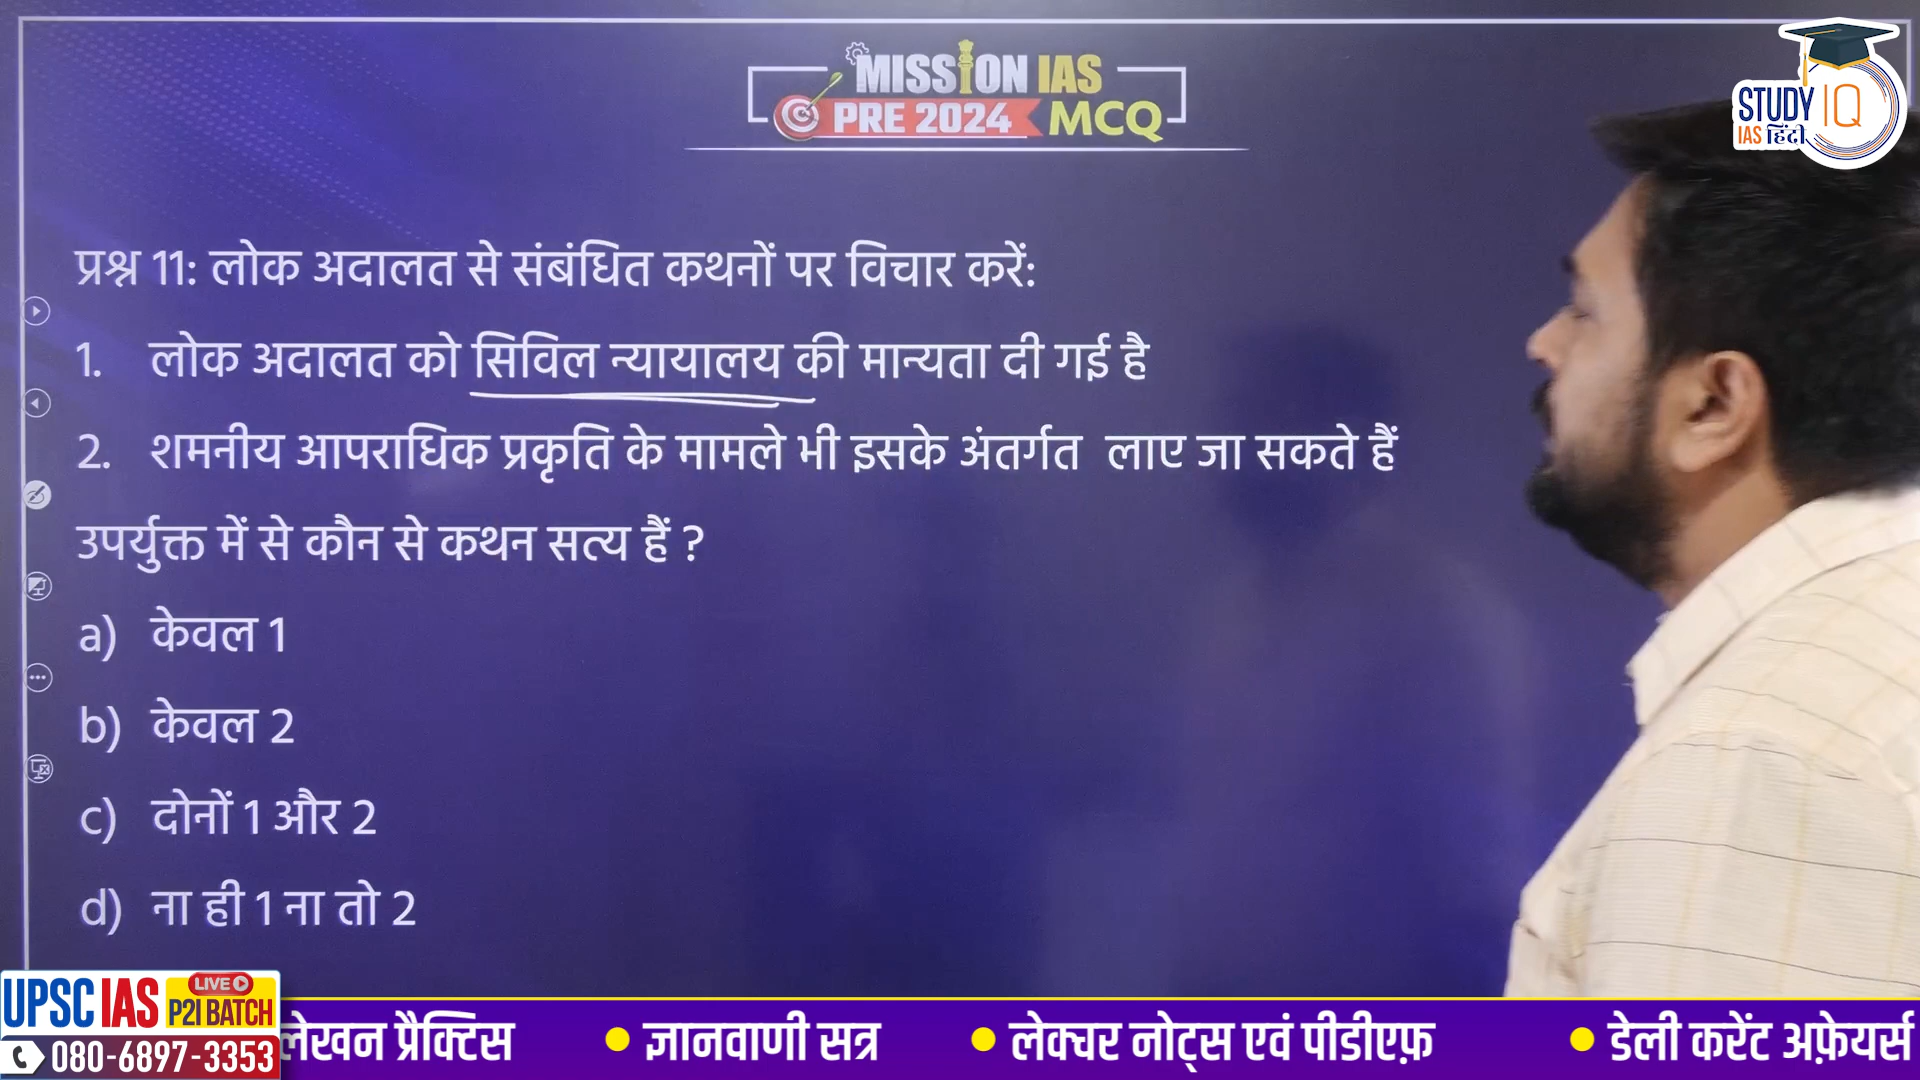 MISSION IAS
PRE 2024 MCQ
STUDY IQ
IAS हिंदी
प्रश्न 11: लोक अदालत से संबंधित कथनों पर विचार करें:
1. लोक अदालत को सिविल न्यायालय की मान्यता दी गई है
2. शमनीय आपराधिक प्रकृति के मामले भी इसके अंतर्गत लाए जा सकते हैं
उपर्युक्त में से कौन से कथन सत्य हैं ?
a) केवल 1
b) केवल 2
c) दोनों 1 और 2
d) ना ही 1 ना तो 2
UPSC IAS LIVE P2I BATCH
080-6897-3353
लेखन प्रैक्टिस • ज्ञानवाणी सत्र • लेक्चर नोट्स एवं पीडीएफ़ • डेली करेंट अफ़ेयर्स